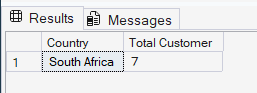 Results Messages
Country Total Customer
1 South Africa 7